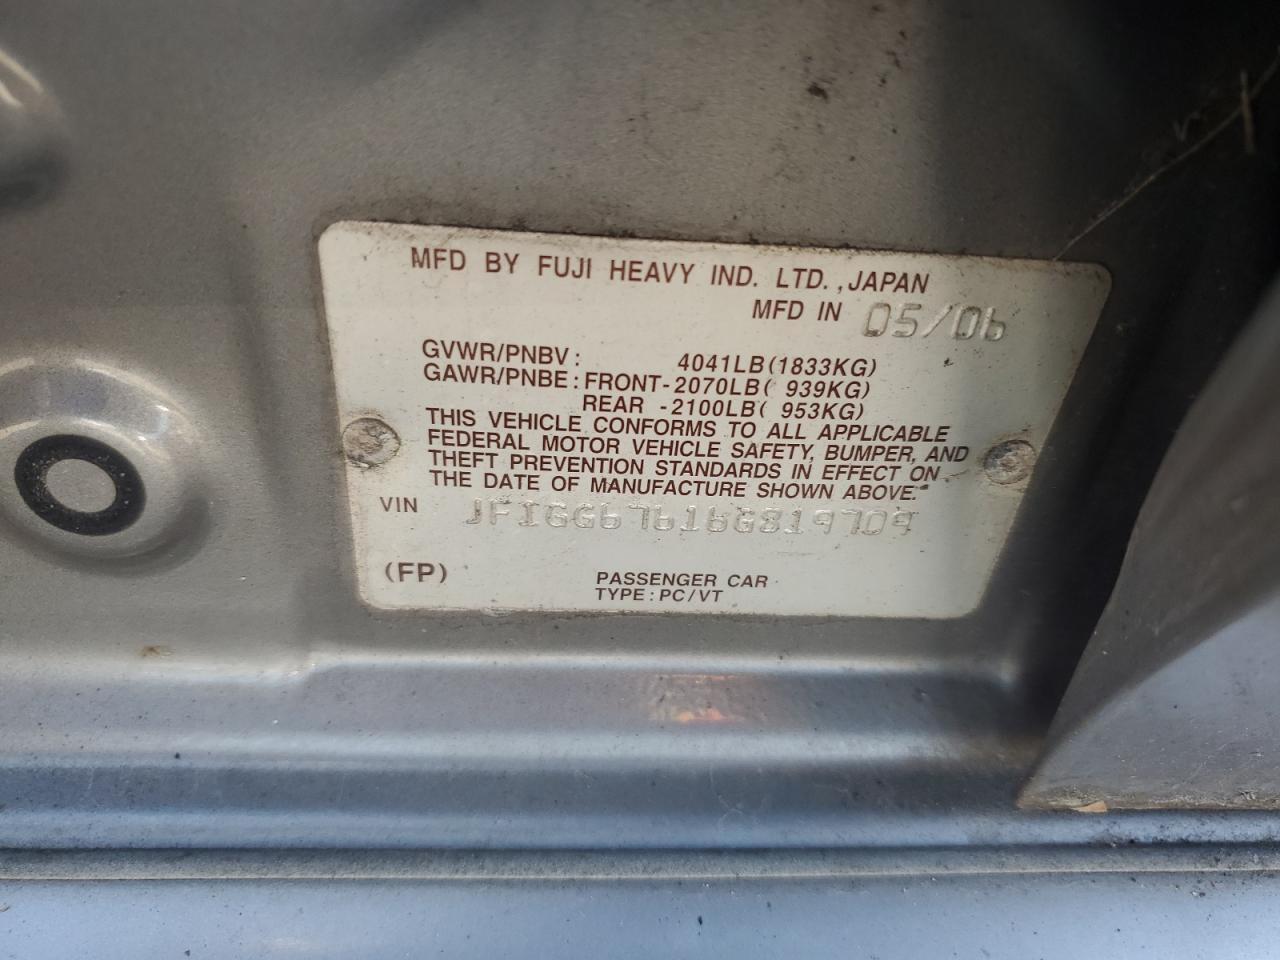 MFD BY FUJI HEAVY IND. LTD., JAPAN
MFD IN 05/06
GVWR/PNBV: 4041LB(1833KG)
GAWR/PNBE: FRONT-2070LB( 939KG)
REAR -2100LB( 953KG)
THIS VEHICLE CONFORMS TO ALL APPLICABLE
FEDERAL MOTOR VEHICLE SAFETY, BUMPER, AND
THEFT PREVENTION STANDARDS IN EFFECT ON
THE DATE OF MANUFACTURE SHOWN ABOVE.
VIN JF1GG67616G819709
(FP) PASSENGER CAR
TYPE: PC/VT